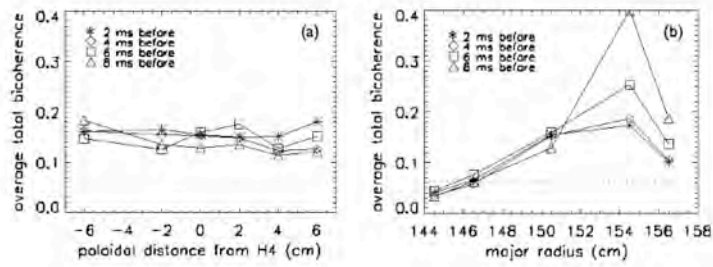 0.4
0.3
0.2
0.1
0.0
average total bicoherence
2 ms before
4 ms before
6 ms before
8 ms before
(a)
-6 -4 -2 0 2 4 6
poloidal distance from H4 (cm)
0.4
0.3
0.2
0.1
0.0
average total bicoherence
2 ms before
4 ms before
6 ms before
8 ms before
(b)
144 146 148 150 152 154 156 158
major radius (cm)